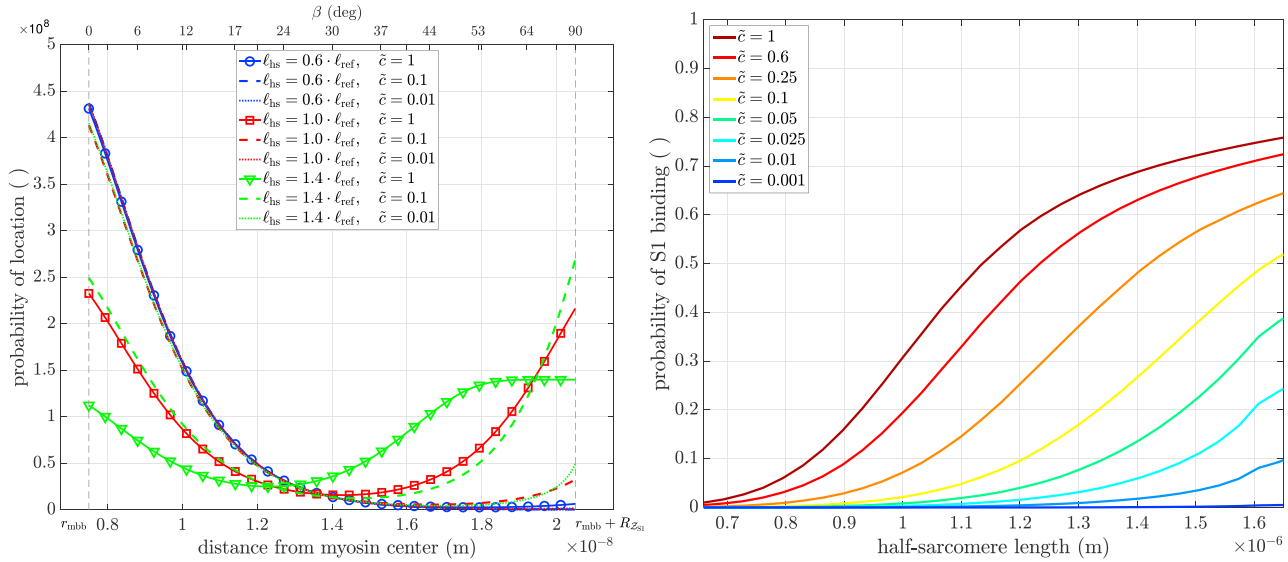 β (deg)
×10⁸
0 6 12 17 24 26 30 37 44 53 64 90
5
4.5
4
3.5
3
2.5
2
1.5
1
0.5
0
probability of location ( )
ℓhs = 0.6 · ℓref, c̃ = 1
ℓhs = 0.6 · ℓref, c̃ = 0.1
ℓhs = 0.6 · ℓref, c̃ = 0.01
ℓhs = 1.0 · ℓref, c̃ = 1
ℓhs = 1.0 · ℓref, c̃ = 0.1
ℓhs = 1.0 · ℓref, c̃ = 0.01
ℓhs = 1.4 · ℓref, c̃ = 1
ℓhs = 1.4 · ℓref, c̃ = 0.1
ℓhs = 1.4 · ℓref, c̃ = 0.01
rmbb 0.8 1 1.2 1.4 1.6 1.8 2 rmbb + RZS1
distance from myosin center (m)
×10⁻⁸
1
0.9
0.8
0.7
0.6
0.5
0.4
0.3
0.2
0.1
0
probability of S1 binding ( )
c̃ = 1
c̃ = 0.6
c̃ = 0.25
c̃ = 0.1
c̃ = 0.05
c̃ = 0.025
c̃ = 0.01
c̃ = 0.001
0.7 0.8 0.9 1 1.1 1.2 1.3 1.4 1.5 1.6
half-sarcomere length (m)
×10⁻⁶